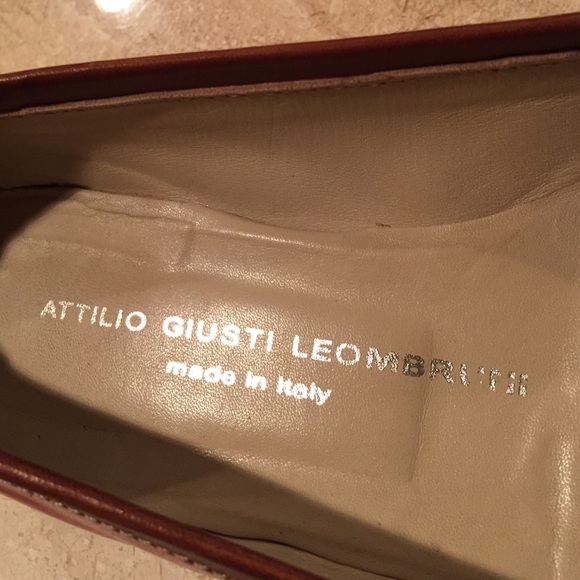 ATTILIO GIUSTI LEOMBRUNI
made in italy